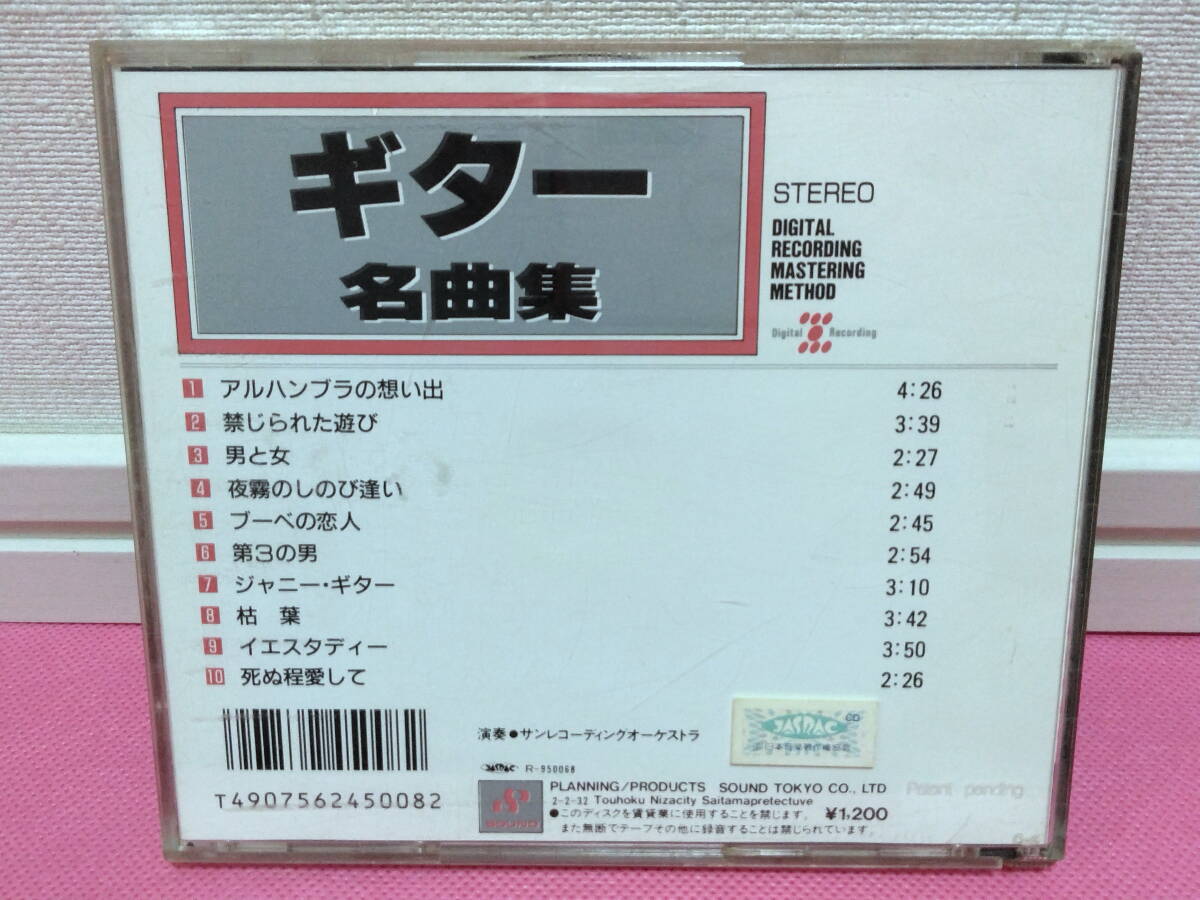 ギター
名曲集
STEREO
DIGITAL
RECORDING
MASTERING
METHOD
Digital Recording
1 アルハンブラの想い出 4:26
2 禁じられた遊び 3:39
3 男と女 2:27
4 夜霧のしのび逢い 2:49
5 ブーベの恋人 2:45
6 第3の男 2:54
7 ジャニー・ギター 3:10
8 枯 葉 3:42
9 イエスタディー 3:50
10 死ぬ程愛して 2:26
演奏●サンレコーディングオーケストラ
JASRAC CD
JASRAC R-950068
T4907562450082
SOUND
PLANNING/PRODUCTS SOUND TOKYO CO., LTD
2-2-32 Touhoku Nizacity Saitamapretectuve
●このディスクを賃貸業に使用することを禁じます。 ¥1,200
また無断でテープその他に録音することは禁じられています。
Patent pending